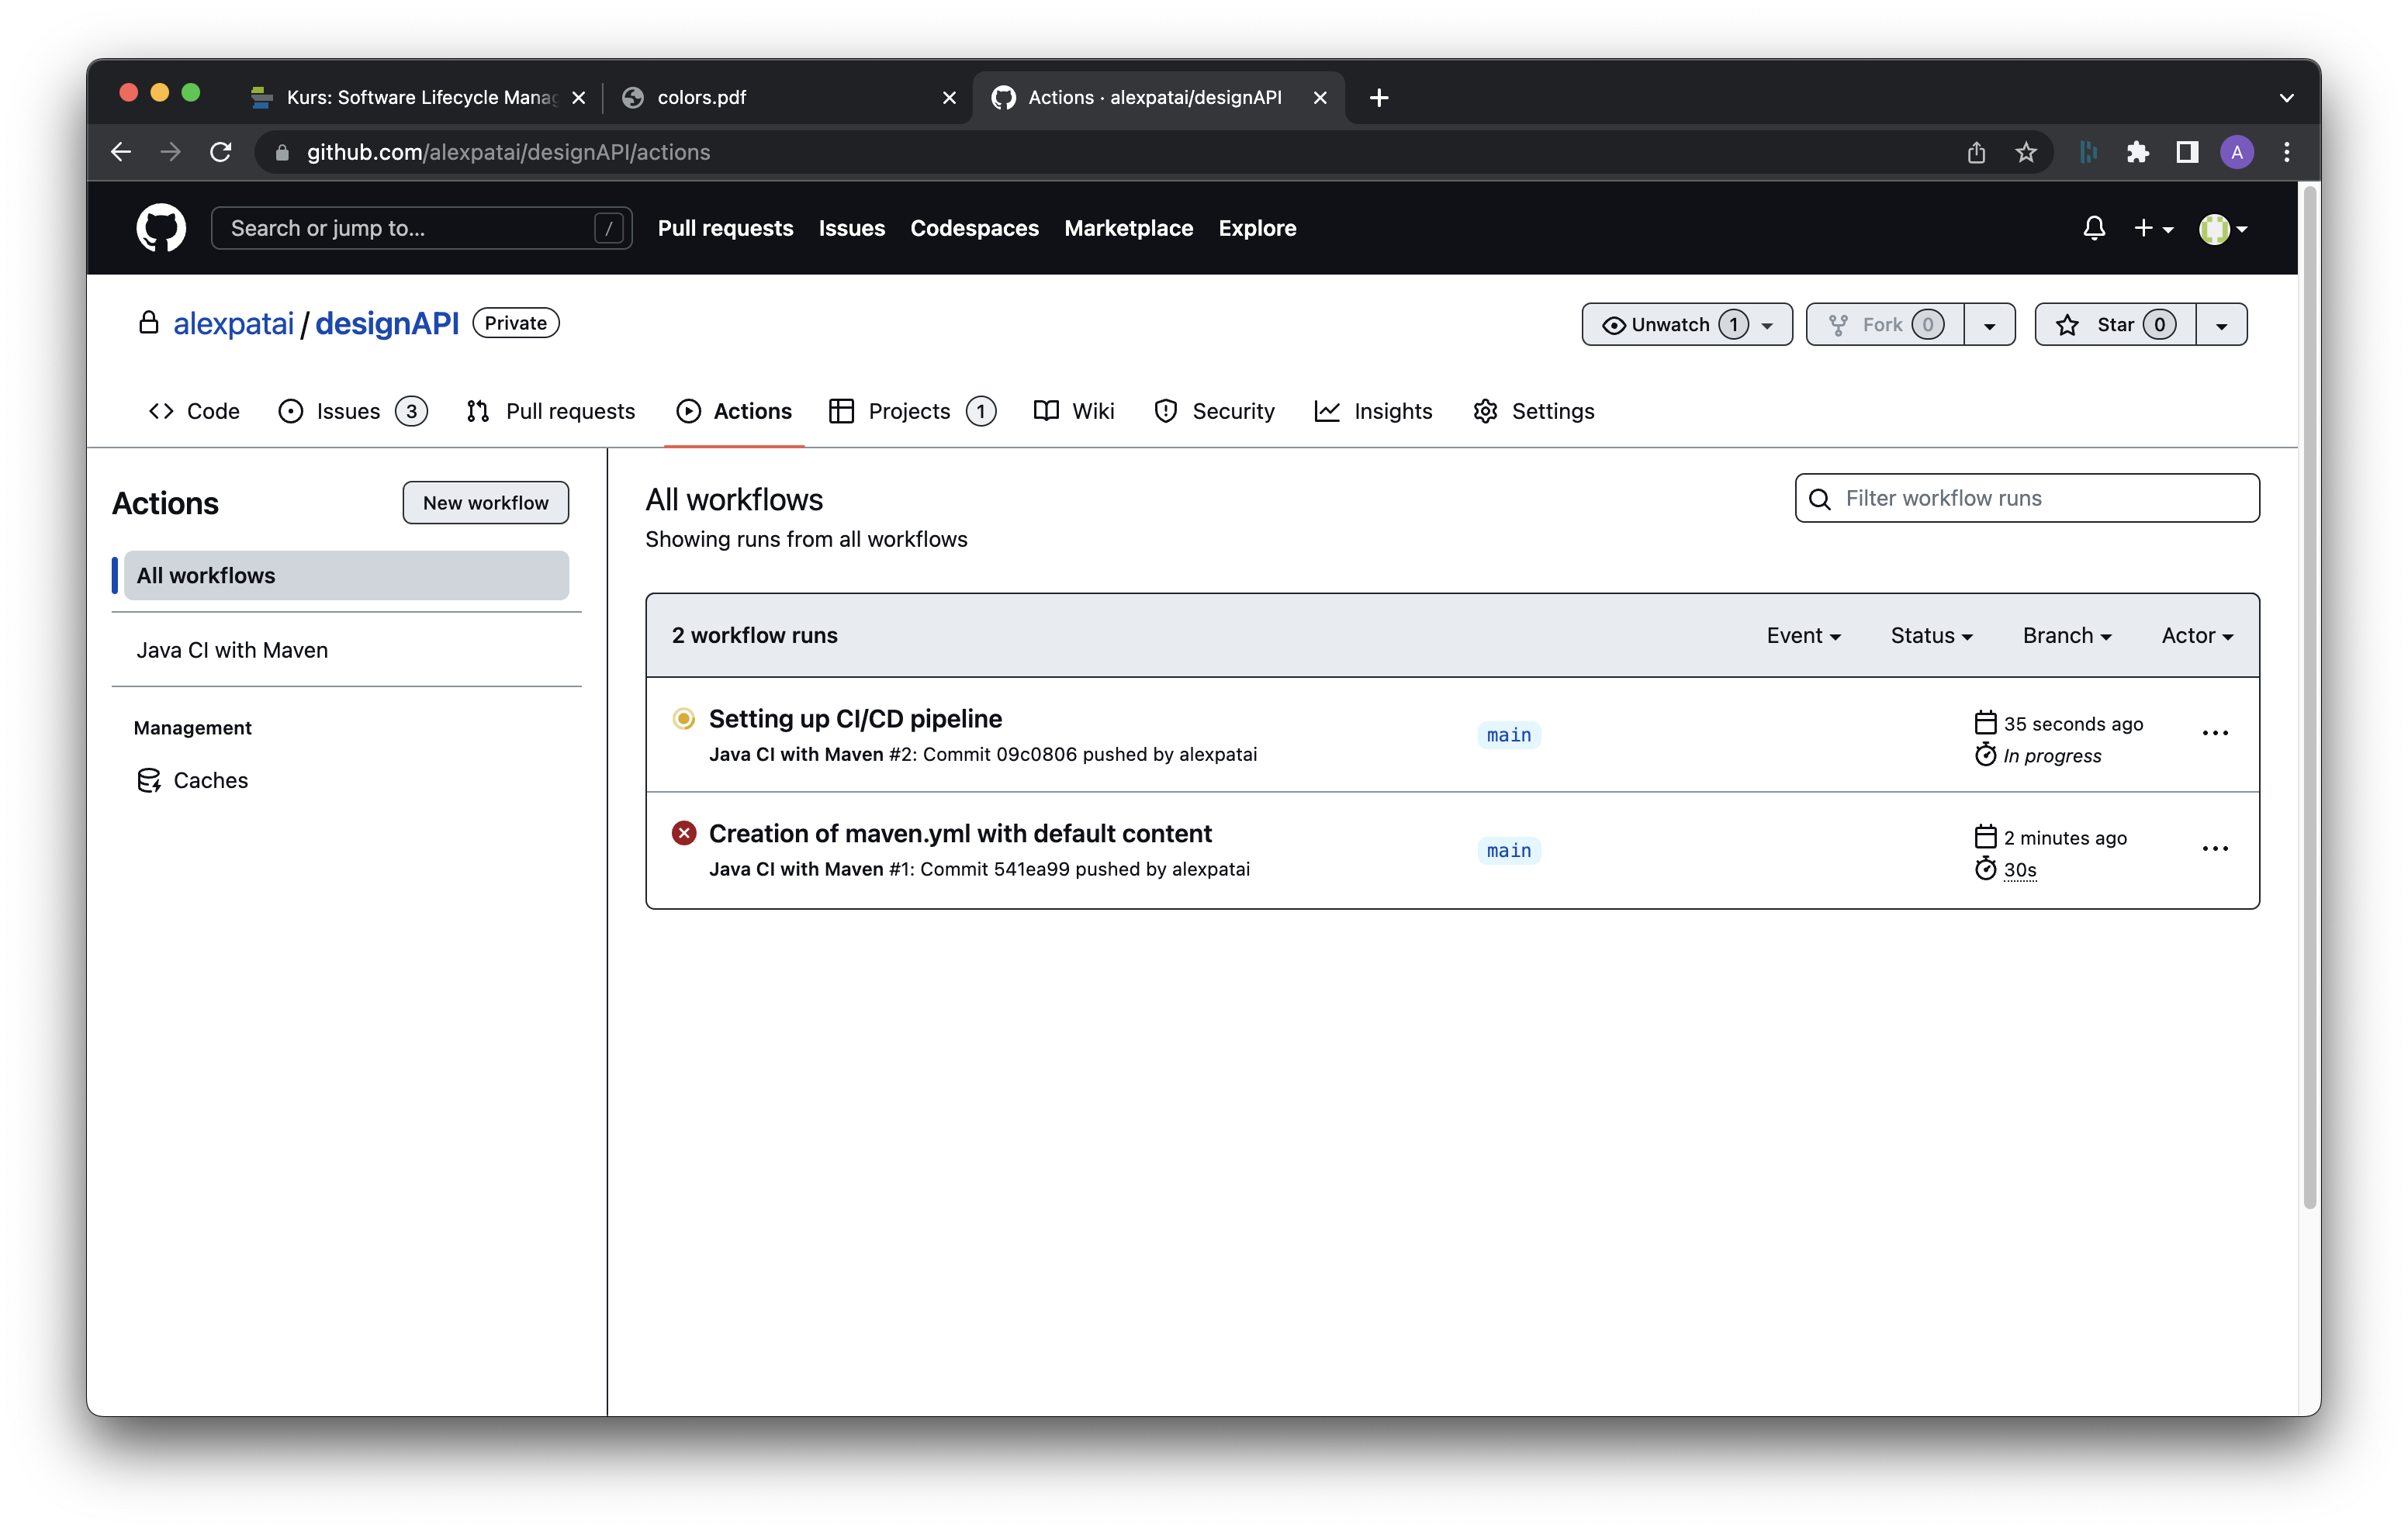 Kurs: Software Lifecycle Manag
colors.pdf
Actions · alexpatai/designAPI
github.com/alexpatai/designAPI/actions
A
Search or jump to...
/
Pull requests
Issues
Codespaces
Marketplace
Explore
alexpatai / designAPI
Private
Unwatch 1
Fork 0
Star 0
Code
Issues 3
Pull requests
Actions
Projects 1
Wiki
Security
Insights
Settings
Actions
New workflow
All workflows
Java CI with Maven
Management
Caches
All workflows
Showing runs from all workflows
Filter workflow runs
2 workflow runs
Event
Status
Branch
Actor
Setting up CI/CD pipeline
Java CI with Maven #2: Commit 09c0806 pushed by alexpatai
main
35 seconds ago
In progress
Creation of maven.yml with default content
Java CI with Maven #1: Commit 541ea99 pushed by alexpatai
main
2 minutes ago
30s